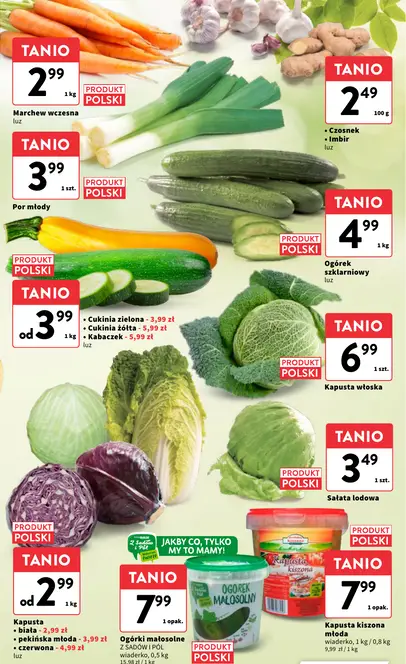 TANIO
2 99
1 kg
PRODUKT
POLSKI
Marchew wczesna
luz
TANIO
2 49
100 g
• Czosnek
• Imbir
luz
TANIO
3 99
1 szt.
PRODUKT
POLSKI
Por młody
TANIO
4 99
1 kg
PRODUKT
POLSKI
Ogórek
szklarniowy
luz
PRODUKT
POLSKI
TANIO
od 3 99
1 kg
• Cukinia zielona - 3,99 zł
• Cukinia żółta - 5,99 zł
• Kabaczek - 5,99 zł
luz
TANIO
6 99
1 szt.
Kapusta włoska
TANIO
3 49
1 szt.
PRODUKT
POLSKI
Sałata lodowa
PRODUKT
POLSKI
TANIO
od 2 99
1 kg
Kapusta
• biała - 2,99 zł
• pekińska młoda - 3,99 zł
• czerwona - 4,99 zł
luz
JAKBY CO, TYLKO
MY TO MAMY!
Z Sadów
i Pól
OGÓREK
MAŁOSOLNY
TANIO
7 99
1 opak.
PRODUKT
POLSKI
Ogórki małosolne
Z SADÓW I PÓL
wiaderko, 0,5 kg
15,98 zł / 1 kg
kapusta
kiszona
TANIO
7 99
1 opak.
PRODUKT
POLSKI
Kapusta kiszona
młoda
wiaderko, 1 kg / 0,8 kg
9,99 zł / 1 kg